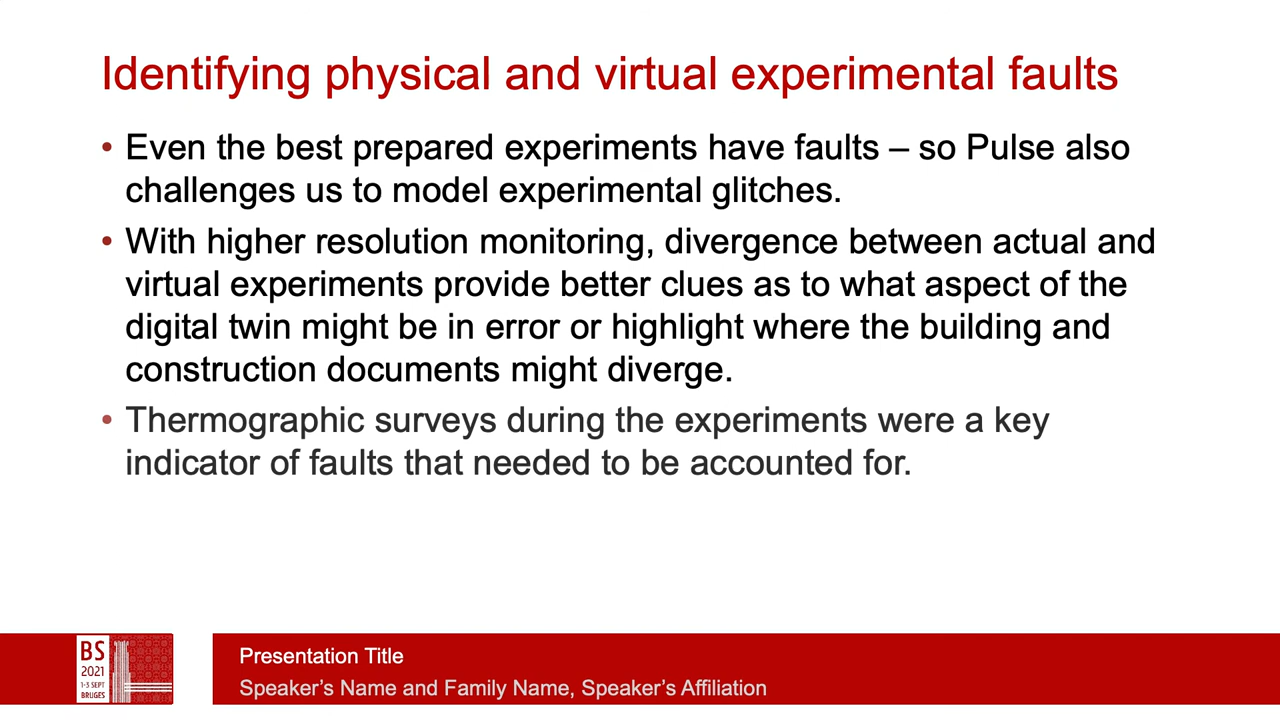 Identifying physical and virtual experimental faults
• Even the best prepared experiments have faults – so Pulse also
challenges us to model experimental glitches.
• With higher resolution monitoring, divergence between actual and
virtual experiments provide better clues as to what aspect of the
digital twin might be in error or highlight where the building and
construction documents might diverge.
• Thermographic surveys during the experiments were a key
indicator of faults that needed to be accounted for.
BS
2021
1-3 SEPT
BRUGES
Presentation Title
Speaker’s Name and Family Name, Speaker’s Affiliation